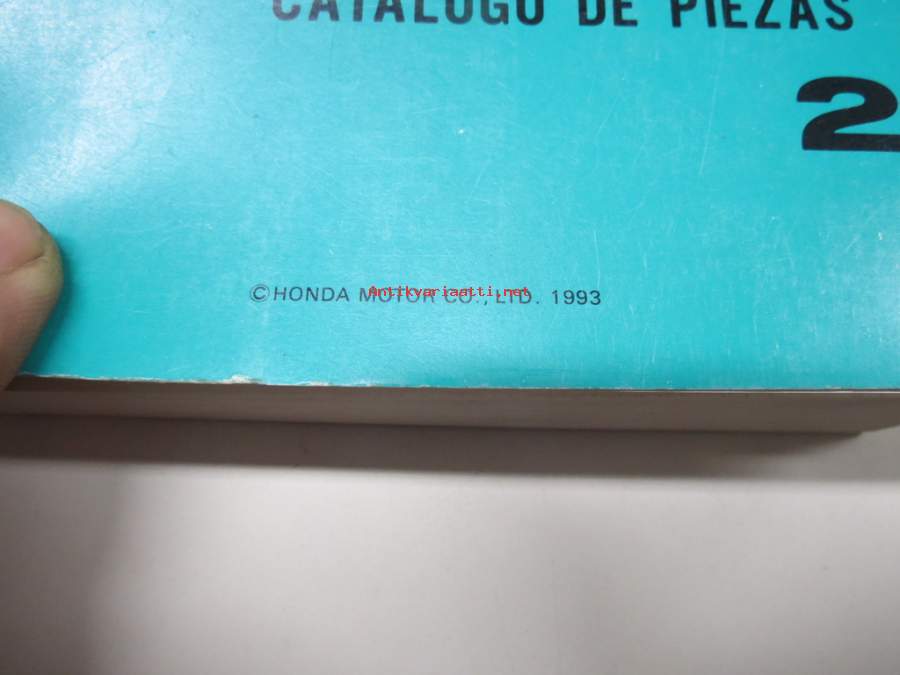 CATALOGO DE PIEZAS
2
©HONDA MOTOR CO., LTD. 1993
Antikvariaatti.net